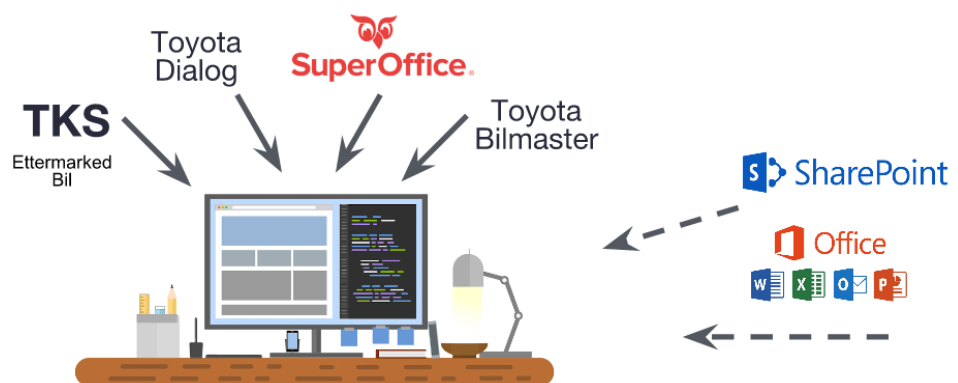 Toyota
Dialog
SuperOffice®
TKS
Ettermarked
Bil
Toyota
Bilmaster
S SharePoint
Office
W X O P